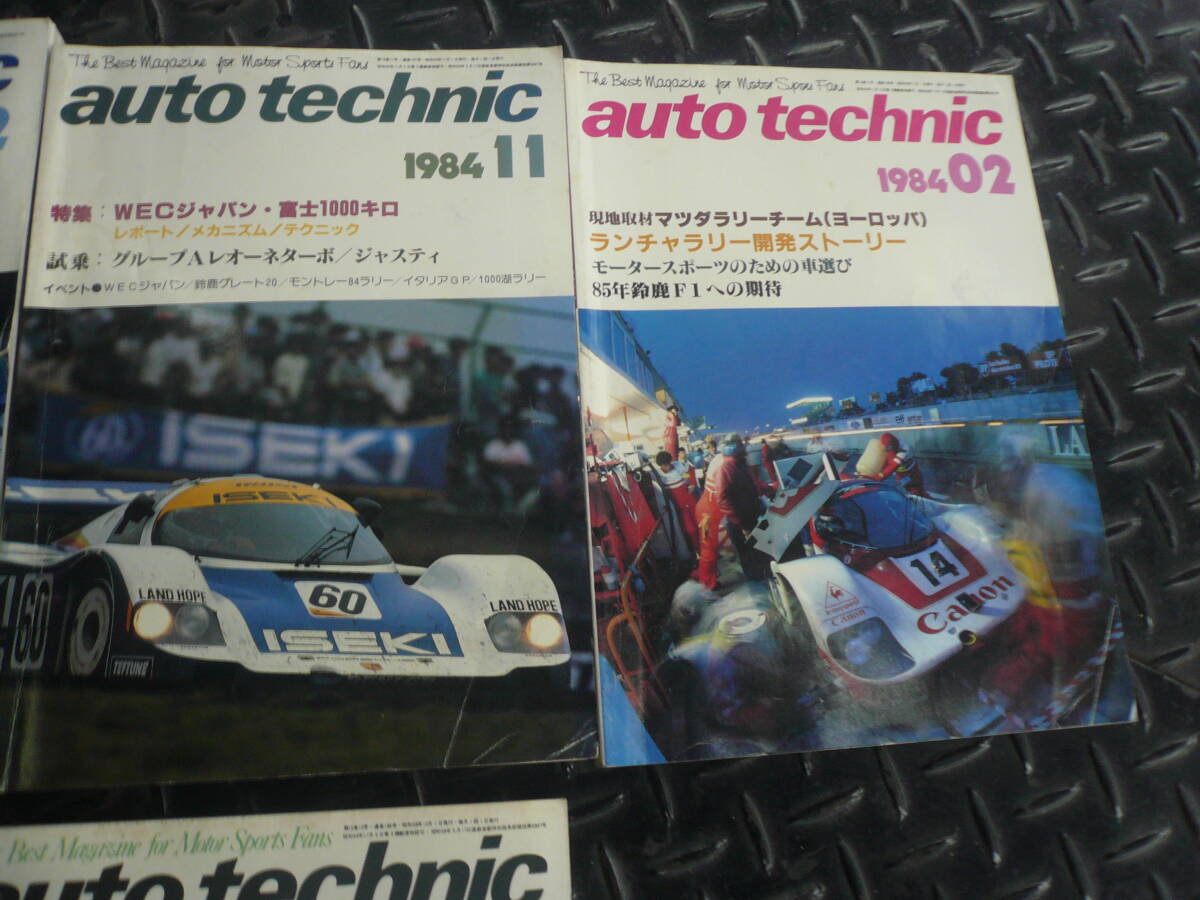 The Best Magazine for Motor Sports Fans
auto technic
1984 11
特集:WECジャパン・富士1000キロ
レポート/メカニズム/テクニック
試乗:グループAレオーネターボ/ジャスティ
イベント●WECジャパン/鈴鹿グレート20/モントレー84ラリー/イタリアGP/1000湖ラリー
60 ISEKI
ISEKI
LAND HOPE
60
LAND HOPE
ISEKI
60
The Best Magazine for Motor Sports Fans
auto technic
1984 02
現地取材マツダラリーチーム(ヨーロッパ)
ランチャラリー開発ストーリー
モータースポーツのための車選び
85年鈴鹿F1への期待
14
Canon
Canon
Best Magazine for Motor Sports Fans
auto technic